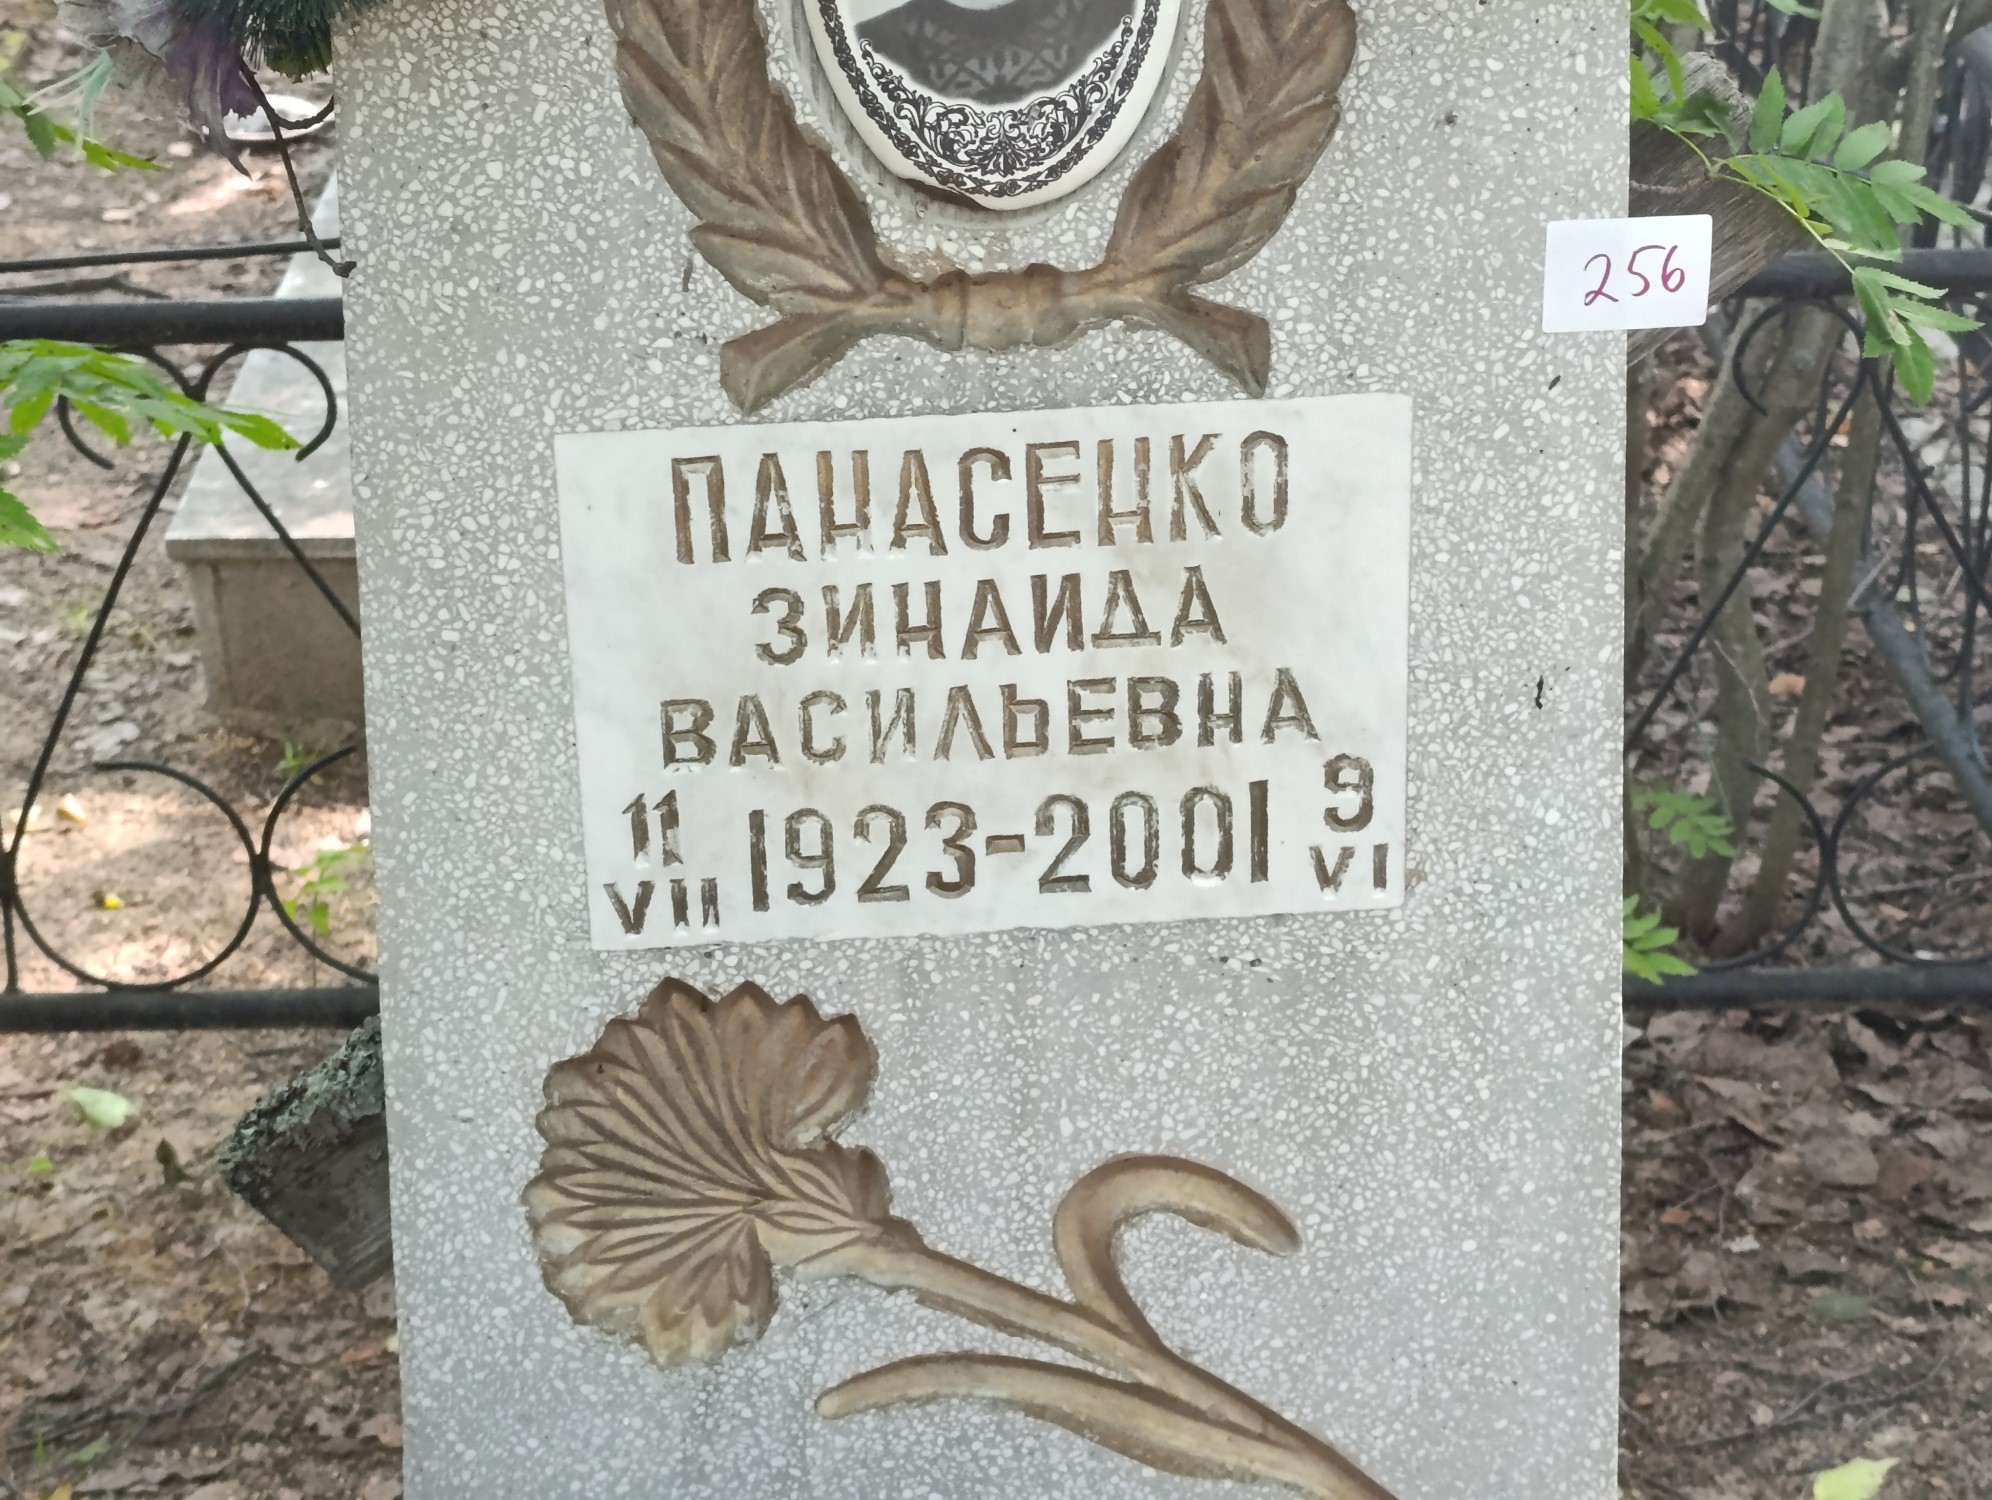 256
ПАНАСЕНКО
ЗИНАИДА
ВАСИЛЬЕВНА
11 VII 1923-2001 9 VI